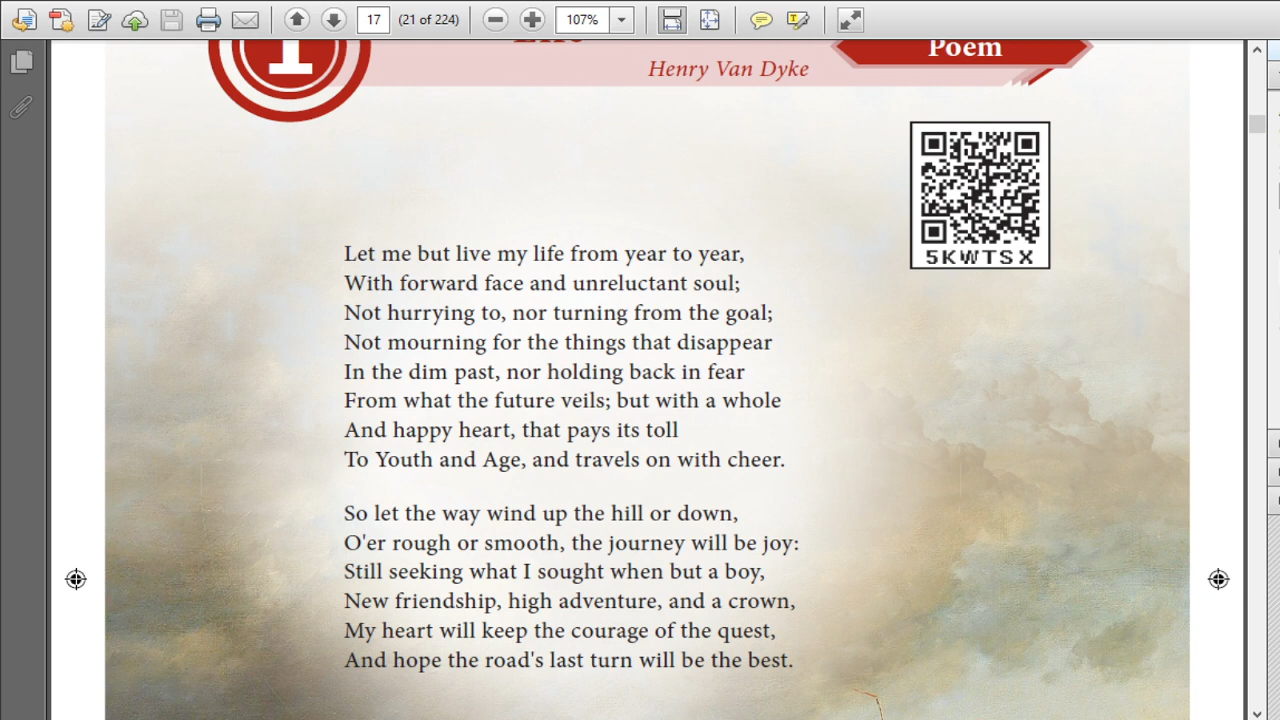 17
(21 of 224)
107%
1
Life
Poem
Henry Van Dyke
5KWTSX
Let me but live my life from year to year,
With forward face and unreluctant soul;
Not hurrying to, nor turning from the goal;
Not mourning for the things that disappear
In the dim past, nor holding back in fear
From what the future veils; but with a whole
And happy heart, that pays its toll
To Youth and Age, and travels on with cheer.
So let the way wind up the hill or down,
O'er rough or smooth, the journey will be joy:
Still seeking what I sought when but a boy,
New friendship, high adventure, and a crown,
My heart will keep the courage of the quest,
And hope the road's last turn will be the best.